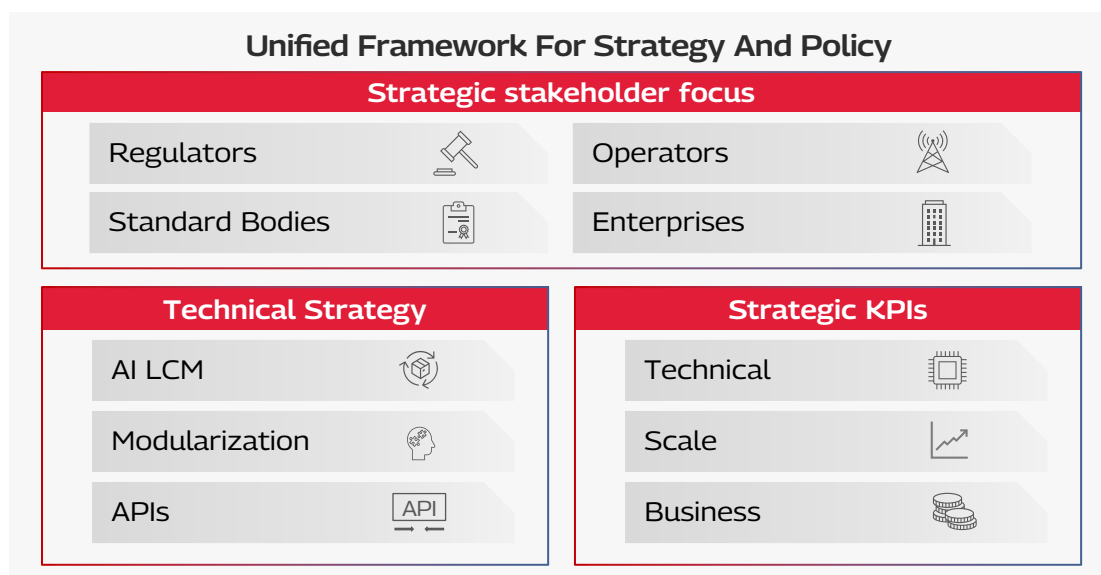 Unified Framework For Strategy And Policy
Strategic stakeholder focus
Regulators
Operators
Standard Bodies
Enterprises
Technical Strategy
AI LCM
Modularization
APIs
API
Strategic KPIs
Technical
Scale
Business